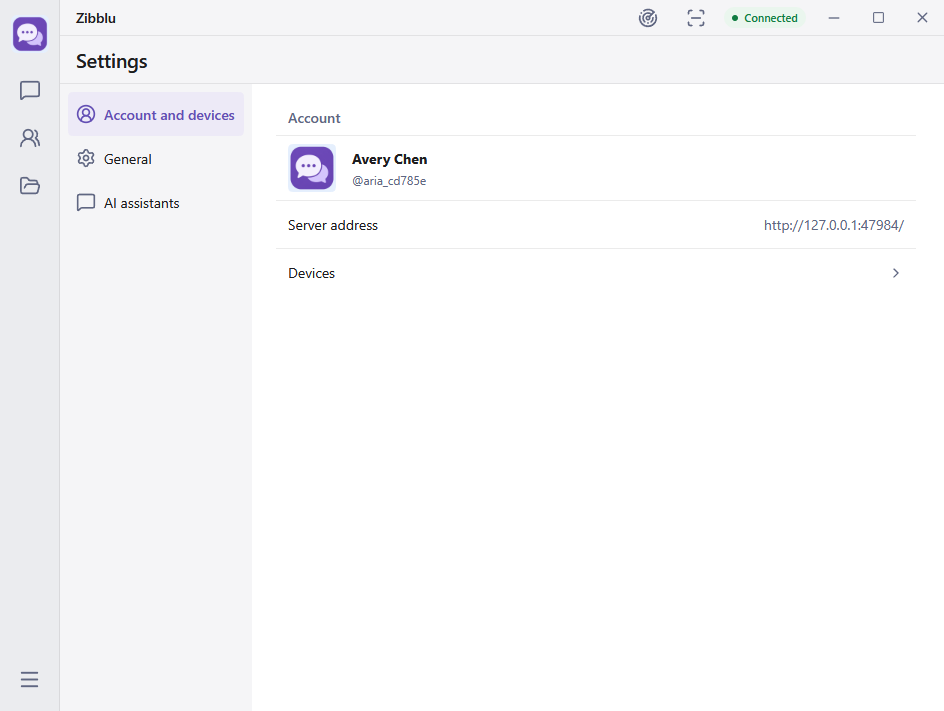 Zibblu
Connected
Settings
Account and devices
General
AI assistants
Account
Avery Chen
@aria_cd785e
Server address
http://127.0.0.1:47984/
Devices